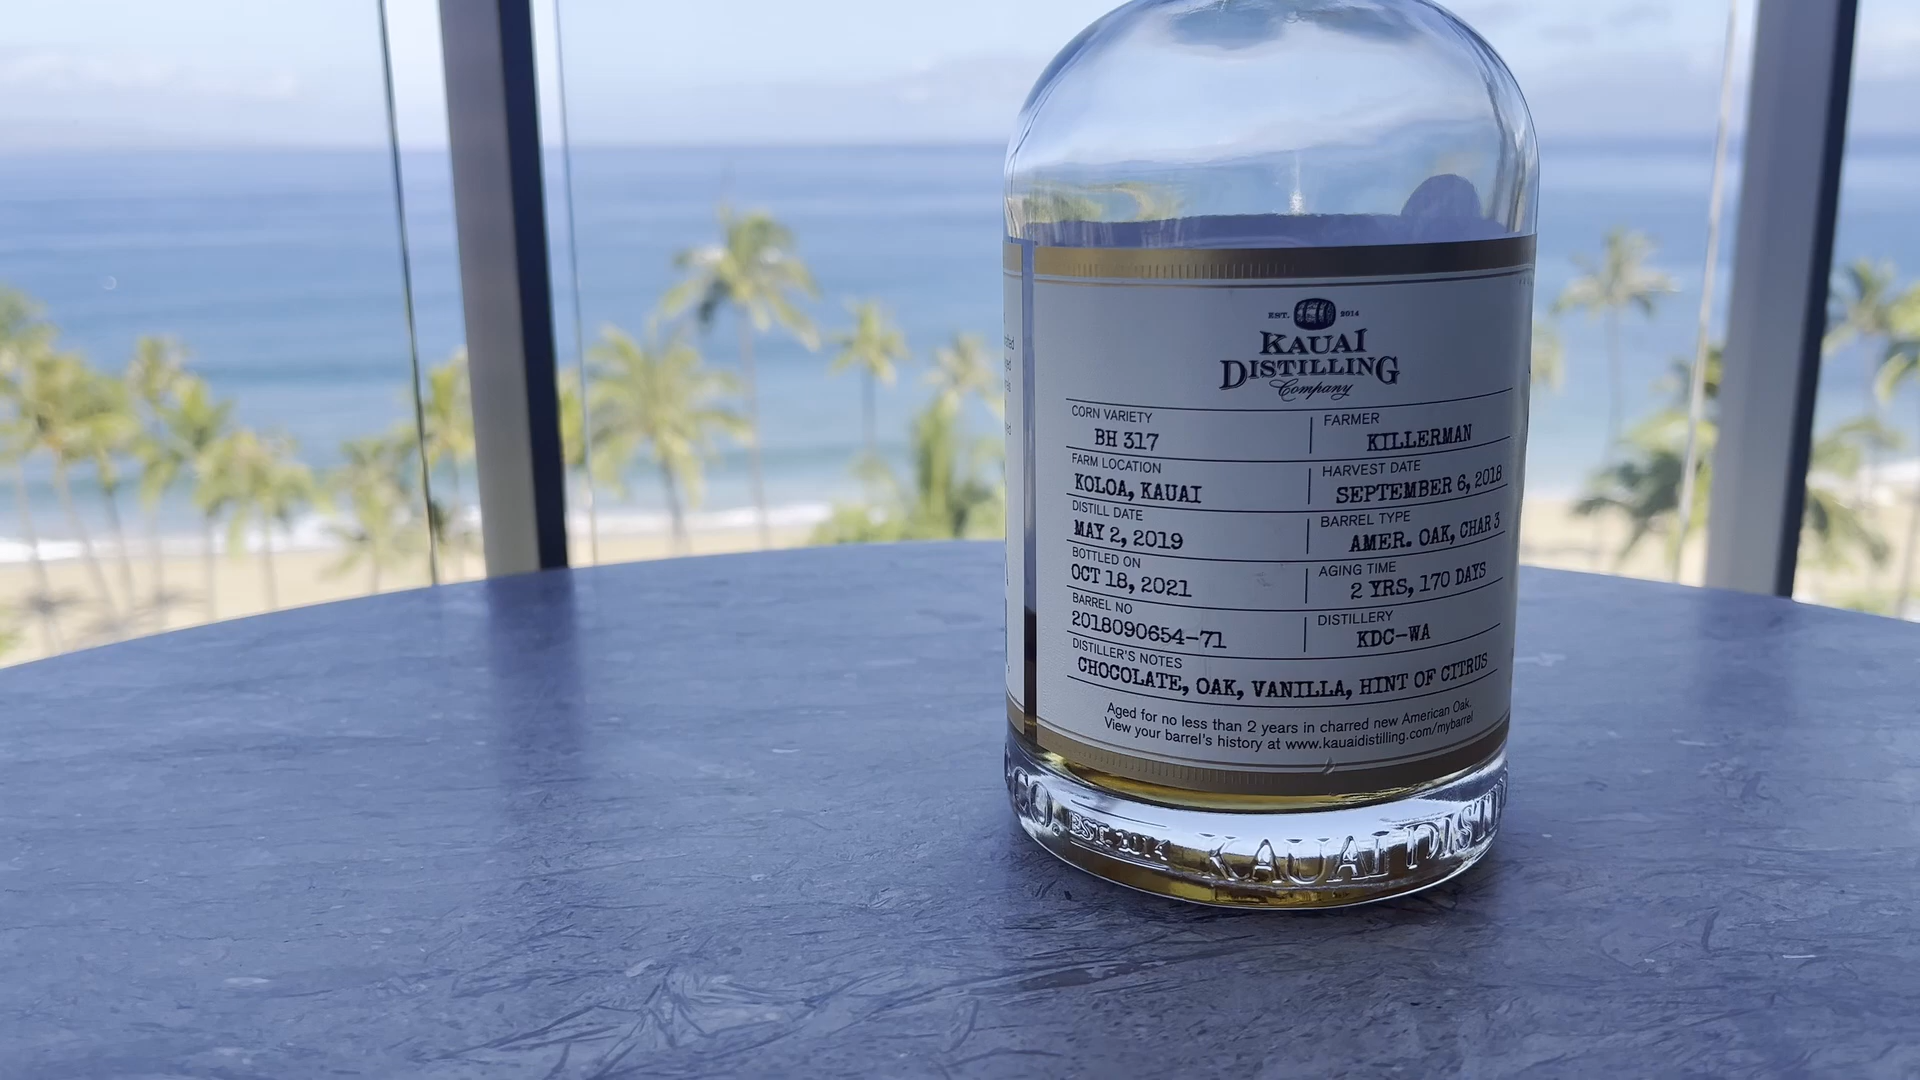 EST. 2014
KAUAI
DISTILLING
Company
CORN VARIETY
BH 317
FARMER
KILLERMAN
FARM LOCATION
KOLOA, KAUAI
HARVEST DATE
SEPTEMBER 6, 2018
DISTILL DATE
MAY 2, 2019
BARREL TYPE
AMER. OAK, CHAR 3
BOTTLED ON
OCT 18, 2021
AGING TIME
2 YRS, 170 DAYS
BARREL NO
2018090654-71
DISTILLERY
KDC-WA
DISTILLER'S NOTES
CHOCOLATE, OAK, VANILLA, HINT OF CITRUS
Aged for no less than 2 years in charred new American Oak.
View your barrel's history at www.kauaidistilling.com/mybarrel
CO. EST. 2014 KAUAI DISTI